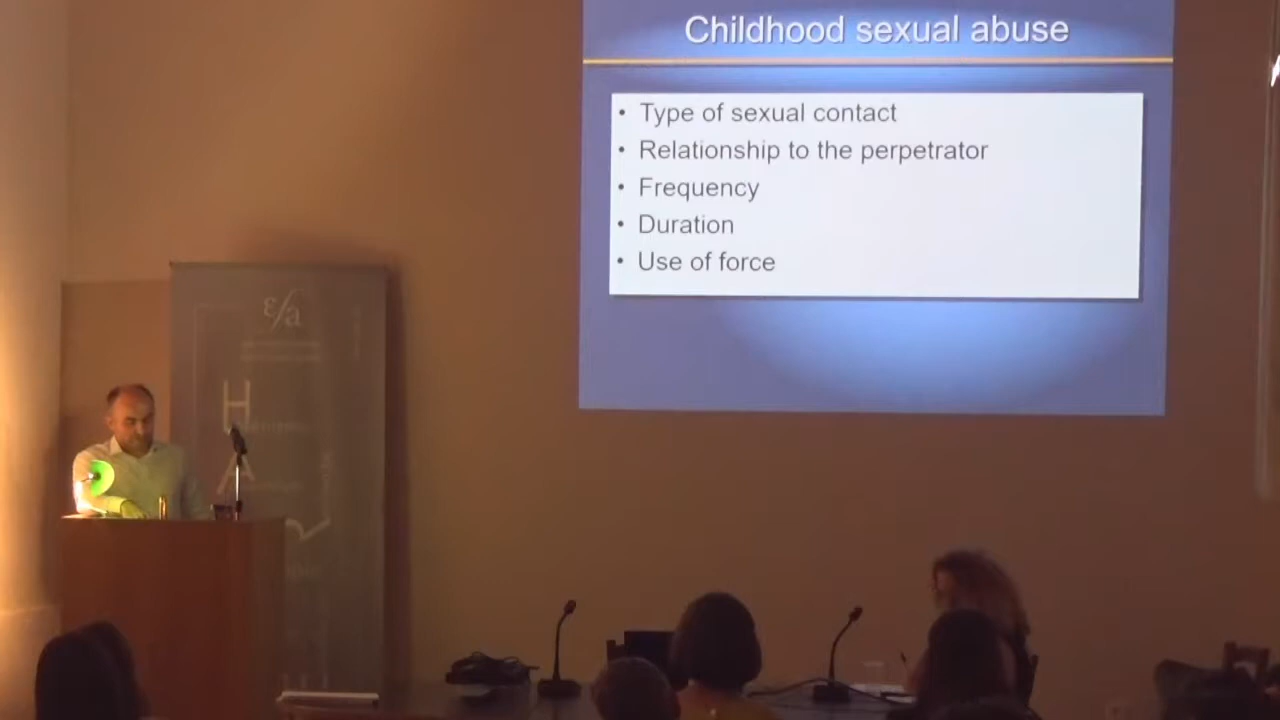 Childhood sexual abuse
• Type of sexual contact
• Relationship to the perpetrator
• Frequency
• Duration
• Use of force
ε/a
H
A